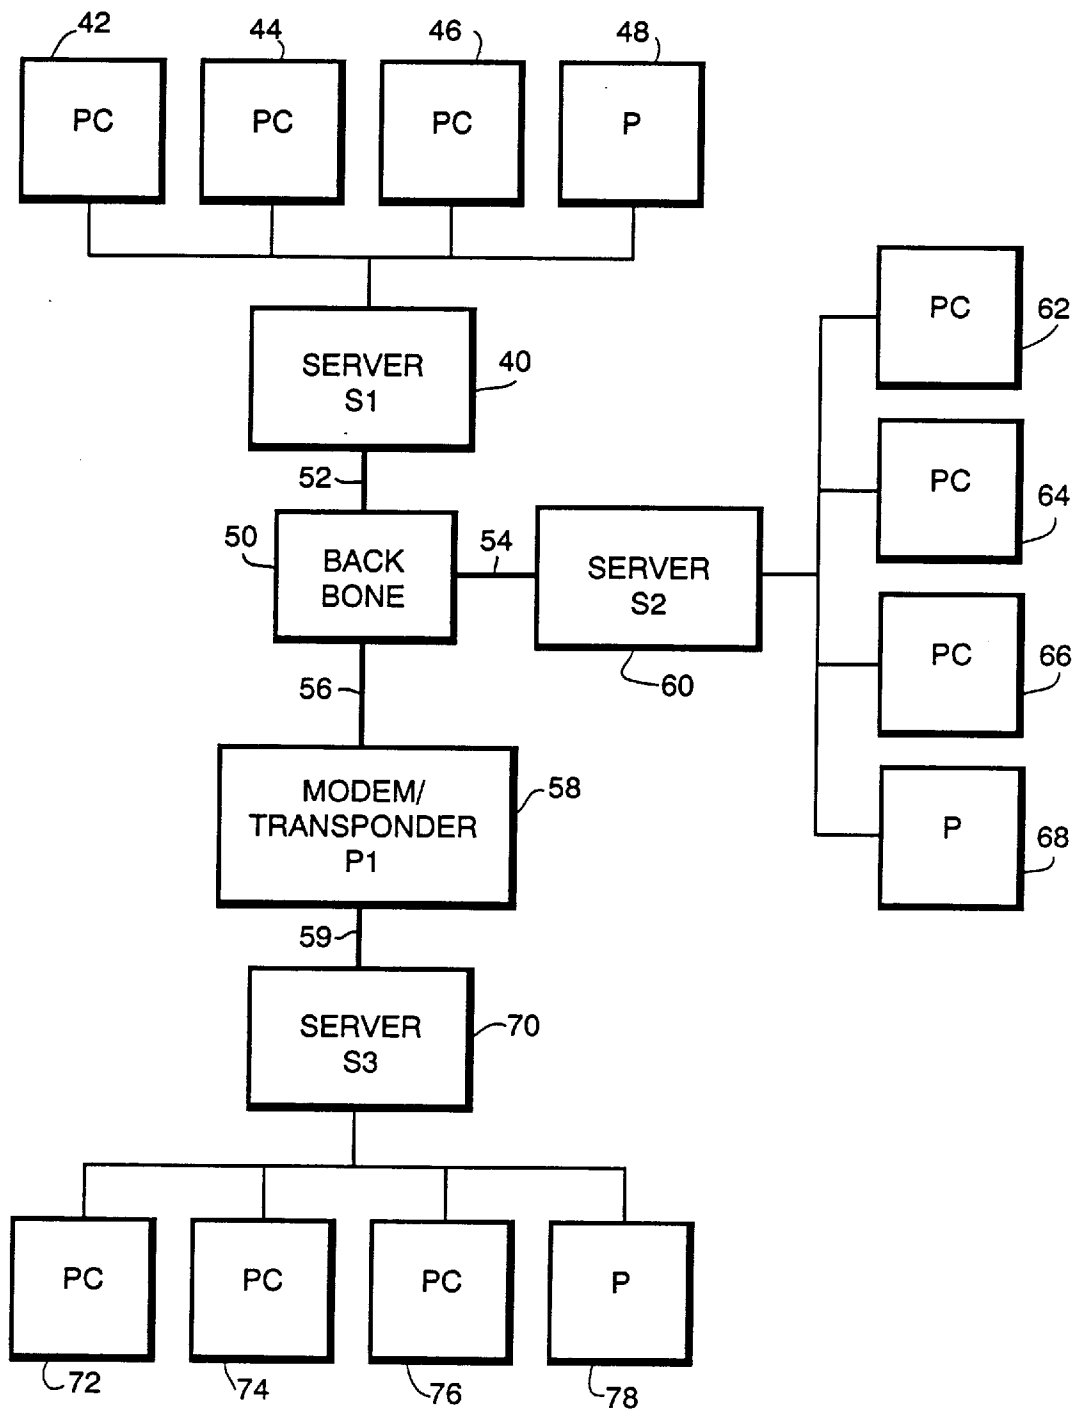 42
44
46
48
PC
PC
PC
P
SERVER
S1
40
52
50
BACK
BONE
54
SERVER
S2
60
PC
62
PC
64
PC
66
P
68
56
MODEM/
TRANSPONDER
P1
58
59
SERVER
S3
70
PC
PC
PC
P
72
74
76
78